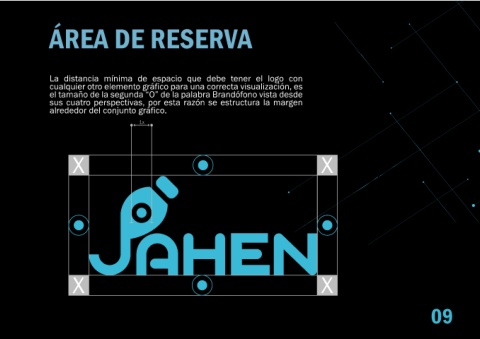 ÁREA DE RESERVA
La distancia mínima de espacio que debe tener el logo con
cualquier otro elemento gráfico para una correcta visualización, es
el tamaño de la segunda “O” de la palabra Brandófono vista desde
sus cuatro perspectivas, por esta razón se estructura la margen
alrededor del conjunto gráfico.
1x
X X
JAHEN
X X
09